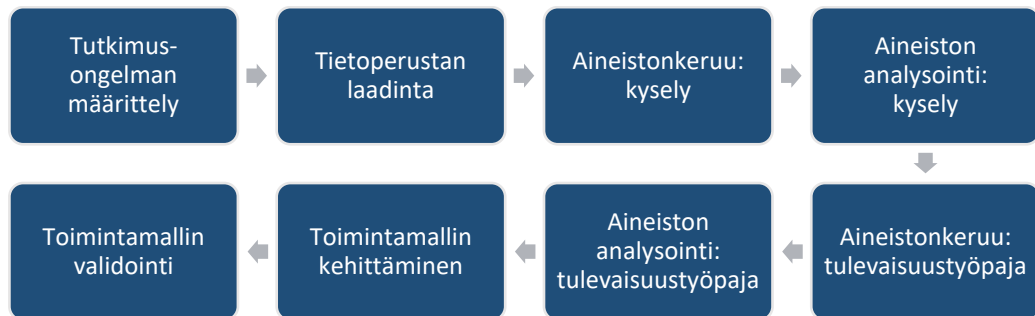 Tutkimus-
ongelman
määrittely
Tietoperustan
laadinta
Aineistonkeruu:
kysely
Aineiston
analysointi:
kysely
Aineistonkeruu:
tulevaisuustyöpaja
Aineiston
analysointi:
tulevaisuustyöpaja
Toimintamallin
kehittäminen
Toimintamallin
validointi